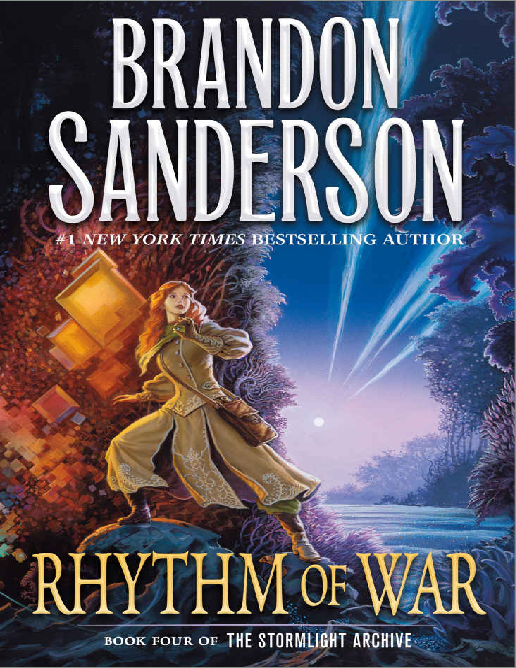 BRANDON
SANDERSON
#1 NEW YORK TIMES BESTSELLING AUTHOR
RHYTHM OF WAR
BOOK FOUR OF THE STORMLIGHT ARCHIVE